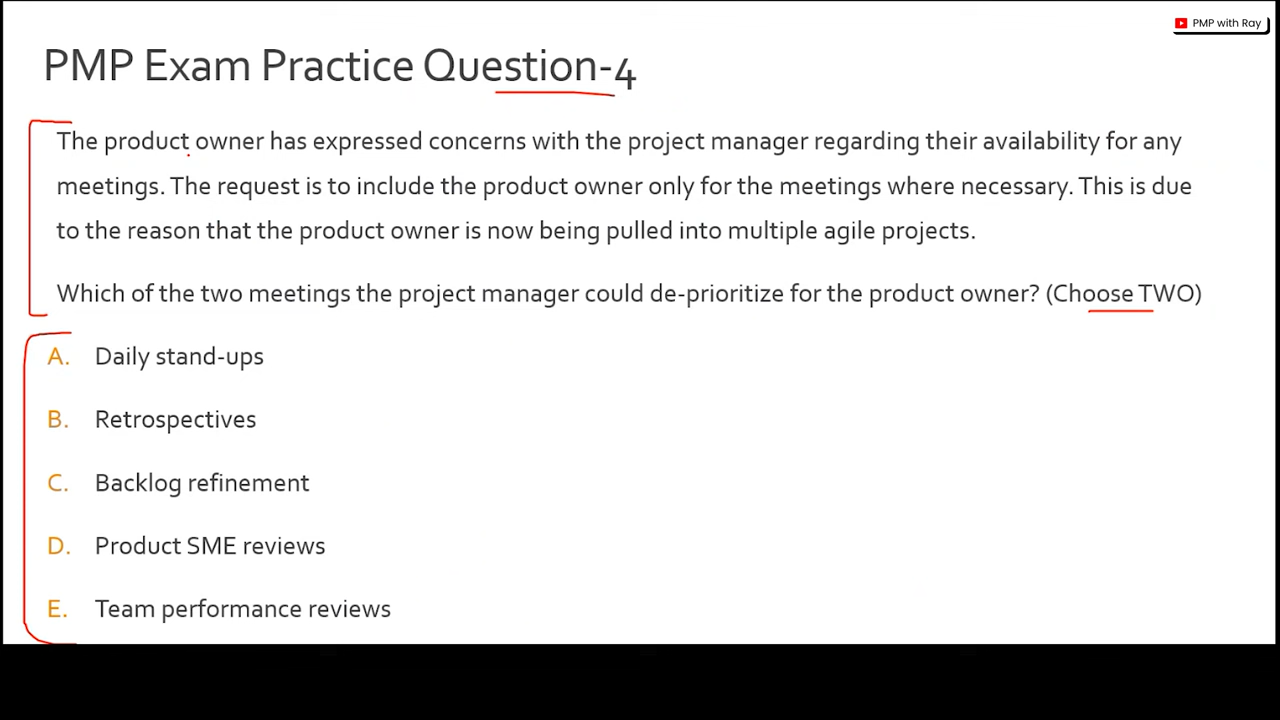 PMP with Ray
PMP Exam Practice Question-4
The product owner has expressed concerns with the project manager regarding their availability for any
meetings. The request is to include the product owner only for the meetings where necessary. This is due
to the reason that the product owner is now being pulled into multiple agile projects.
Which of the two meetings the project manager could de-prioritize for the product owner? (Choose TWO)
A. Daily stand-ups
B. Retrospectives
C. Backlog refinement
D. Product SME reviews
E. Team performance reviews